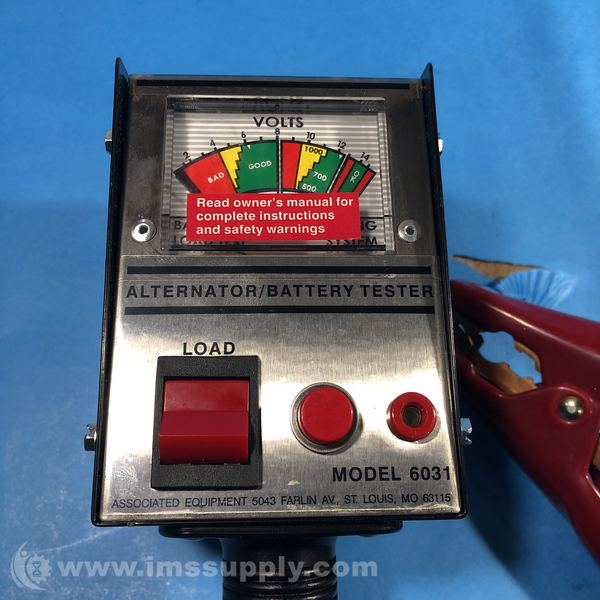 VOLTS
2 4 6 8 10 12 14
BAD GOOD 1000 700 500 OK
Read owner's manual for
complete instructions
and safety warnings
SYSTEM
ALTERNATOR/BATTERY TESTER
LOAD
MODEL 6031
ASSOCIATED EQUIPMENT 5043 FARLIN AV., ST. LOUIS, MO 63115
www.imssupply.com